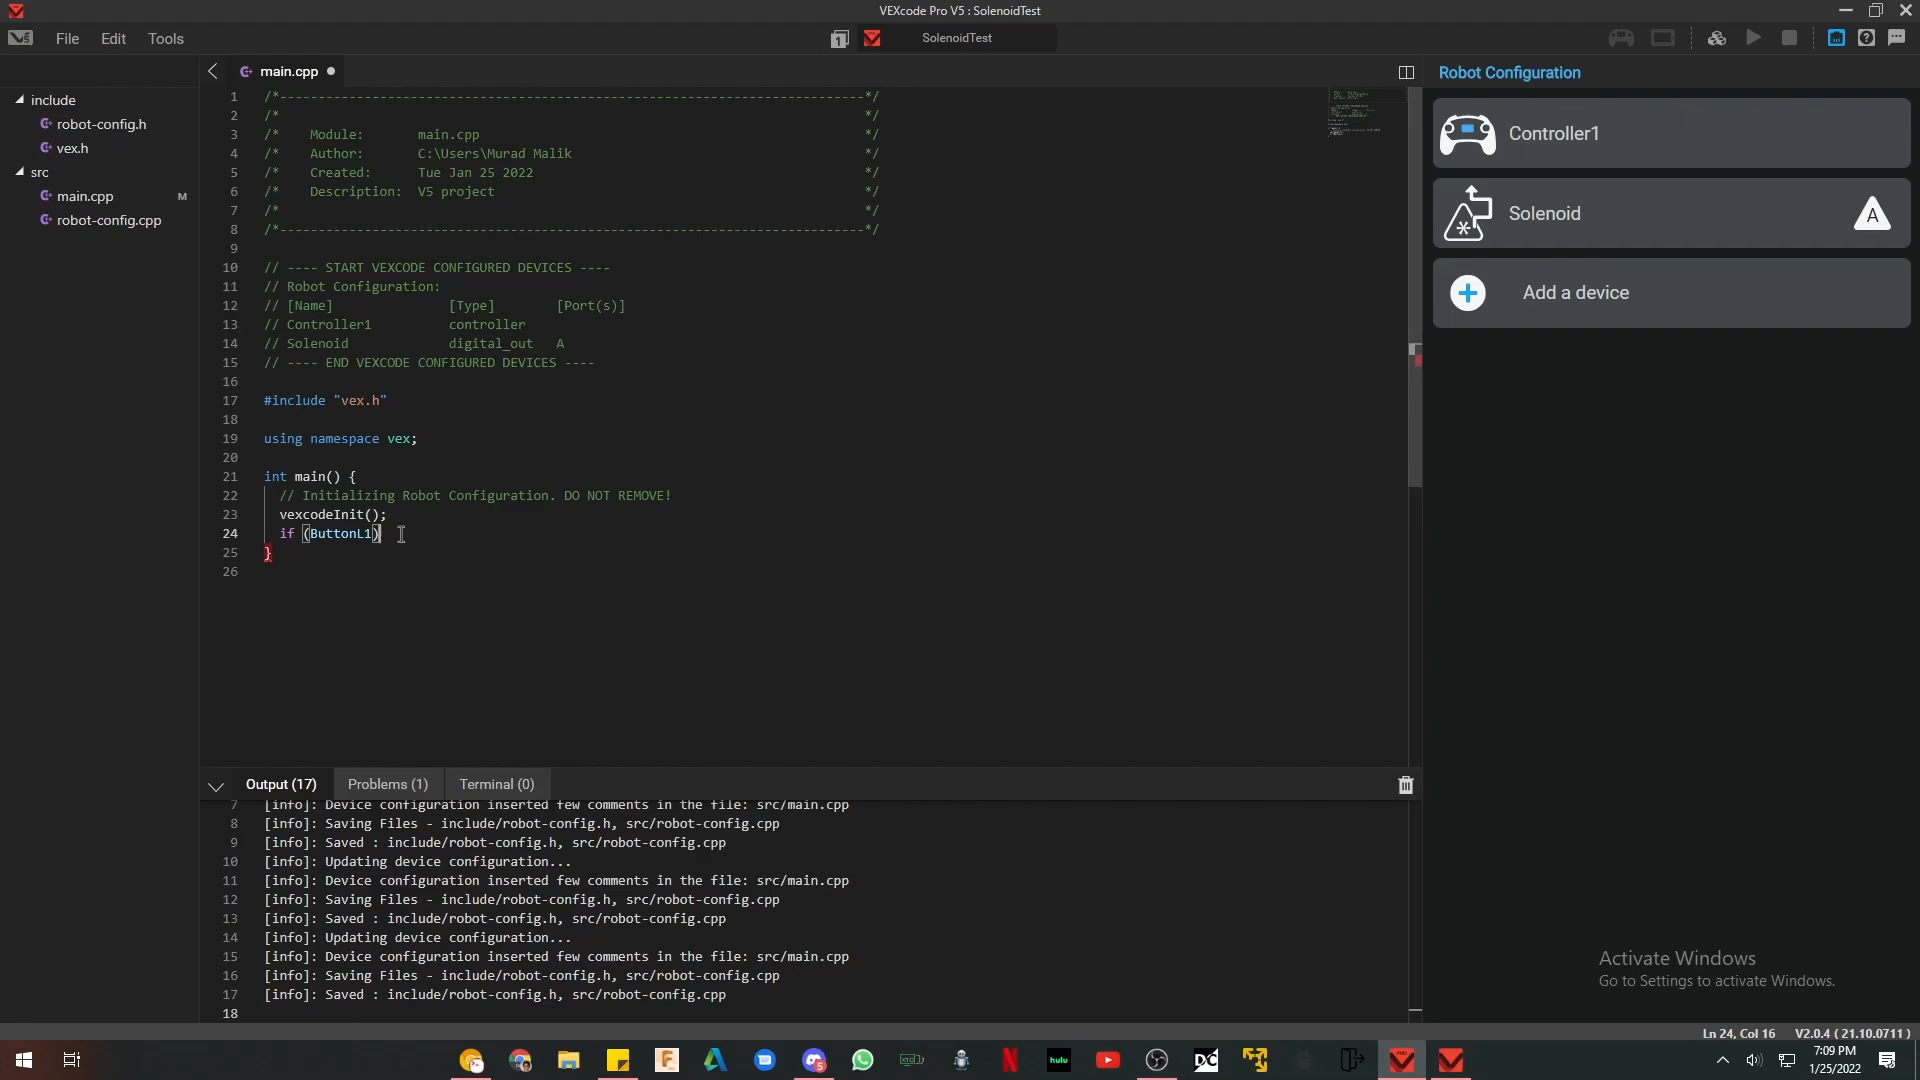 VEXcode Pro V5 : SolenoidTest
File Edit Tools
1 SolenoidTest
main.cpp
Robot Configuration
include
robot-config.h
vex.h
src
main.cpp M
robot-config.cpp
1 /*----------------------------------------------------------------------------*/
2 /* */
3 /* Module: main.cpp */
4 /* Author: C:\Users\Murad Malik */
5 /* Created: Tue Jan 25 2022 */
6 /* Description: V5 project */
7 /* */
8 /*----------------------------------------------------------------------------*/
9
10 // ---- START VEXCODE CONFIGURED DEVICES ----
11 // Robot Configuration:
12 // [Name] [Type] [Port(s)]
13 // Controller1 controller
14 // Solenoid digital_out A
15 // ---- END VEXCODE CONFIGURED DEVICES ----
16
17 #include "vex.h"
18
19 using namespace vex;
20
21 int main() {
22 // Initializing Robot Configuration. DO NOT REMOVE!
23 vexcodeInit();
24 if (ButtonL1)
25 }
26
Controller1
Solenoid A
Add a device
Output (17) Problems (1) Terminal (0)
7 [info]: Device configuration inserted few comments in the file: src/main.cpp
8 [info]: Saving Files - include/robot-config.h, src/robot-config.cpp
9 [info]: Saved : include/robot-config.h, src/robot-config.cpp
10 [info]: Updating device configuration...
11 [info]: Device configuration inserted few comments in the file: src/main.cpp
12 [info]: Saving Files - include/robot-config.h, src/robot-config.cpp
13 [info]: Saved : include/robot-config.h, src/robot-config.cpp
14 [info]: Updating device configuration...
15 [info]: Device configuration inserted few comments in the file: src/main.cpp
16 [info]: Saving Files - include/robot-config.h, src/robot-config.cpp
17 [info]: Saved : include/robot-config.h, src/robot-config.cpp
18
Activate Windows
Go to Settings to activate Windows.
Ln 24, Col 16 V2.0.4 ( 21.10.0711 )
hulu
DC
7:09 PM
1/25/2022